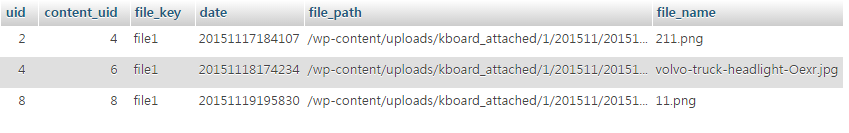 uid content_uid file_key date file_path file_name
2 4 file1 20151117184107 /wp-content/uploads/kboard_attached/1/201511/20151... 211.png
4 6 file1 20151118174234 /wp-content/uploads/kboard_attached/1/201511/20151... volvo-truck-headlight-Oexr.jpg
8 8 file1 20151119195830 /wp-content/uploads/kboard_attached/1/201511/20151... 11.png